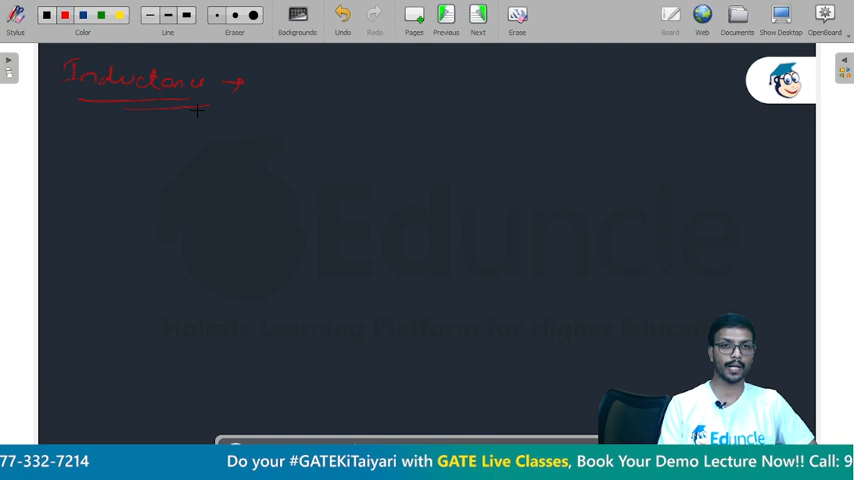 Stylus
Color
Line
Eraser
Backgrounds
Undo
Redo
Pages
Previous
Next
Erase
Board
Web
Documents
Show Desktop
OpenBoard
Inductance →
Eduncle
Holistic Learning Platform for Higher Educat
Eduncle
77-332-7214 Do your #GATEKiTaiyari with GATE Live Classes, Book Your Demo Lecture Now!! Call: 9